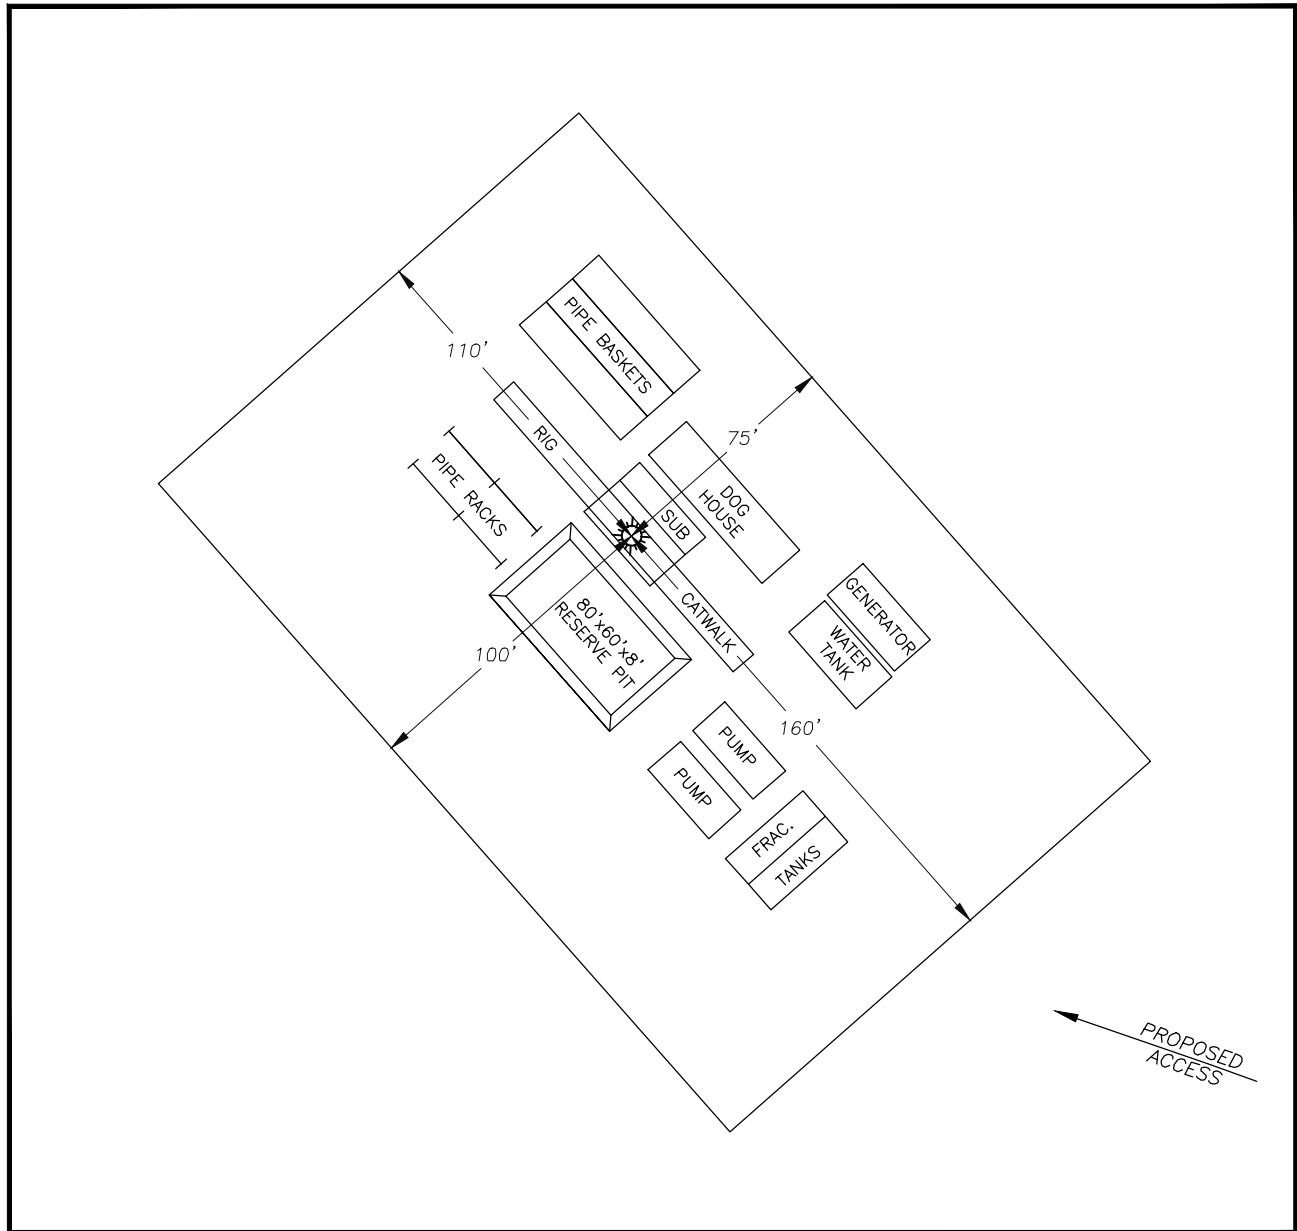 110'
PIPE BASKETS
75'
RIG
PIPE RACKS
DOG
HOUSE
SUB
GENERATOR
WATER
TANK
CATWALK
80'x60'x8'
RESERVE PIT
100'
160'
PUMP
PUMP
FRAC.
TANKS
PROPOSED
ACCESS